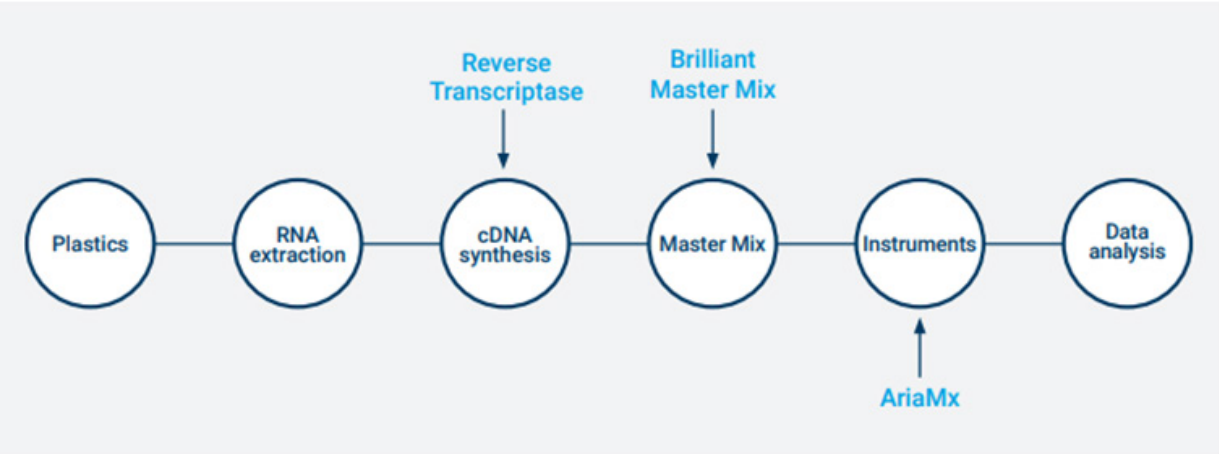 Reverse
Transcriptase
Brilliant
Master Mix
Plastics
RNA
extraction
cDNA
synthesis
Master Mix
Instruments
Data
analysis
AriaMx